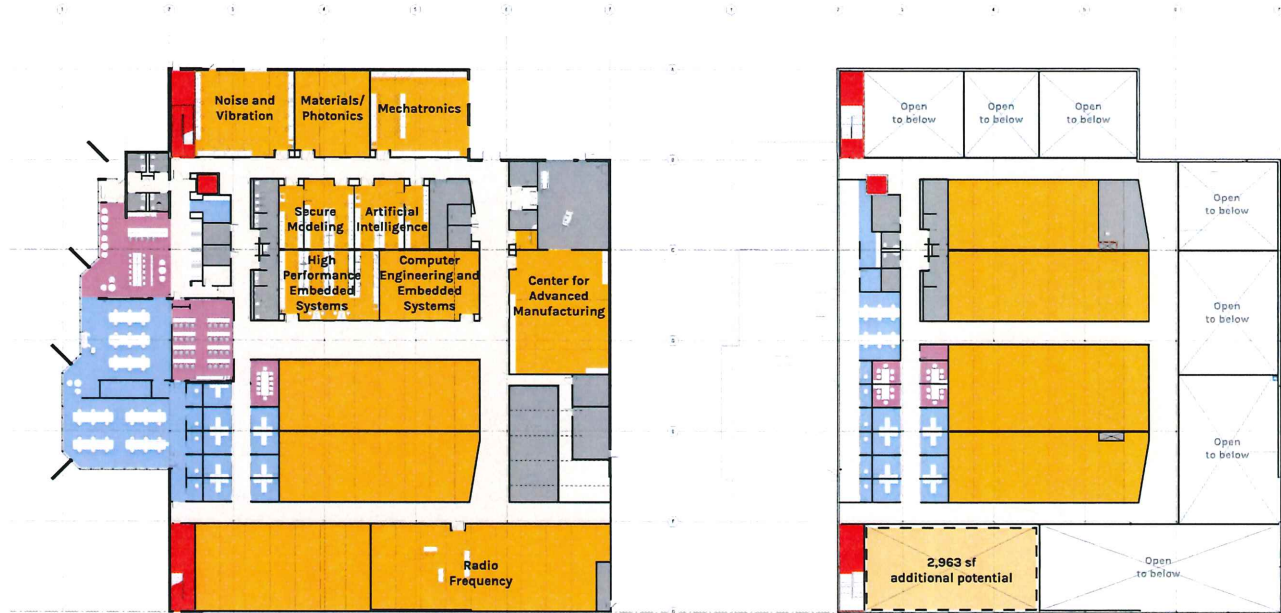 Noise and
Vibration
Materials/
Photonics
Mechatronics
Secure
Modeling
Artificial
Intelligence
High
Performance
Embedded
Systems
Computer
Engineering and
Embedded
Systems
Center for
Advanced
Manufacturing
Radio
Frequency
Open
to below
Open
to below
Open
to below
Open
to below
Open
to below
Open
to below
2,963 sf
additional potential
Open
to below